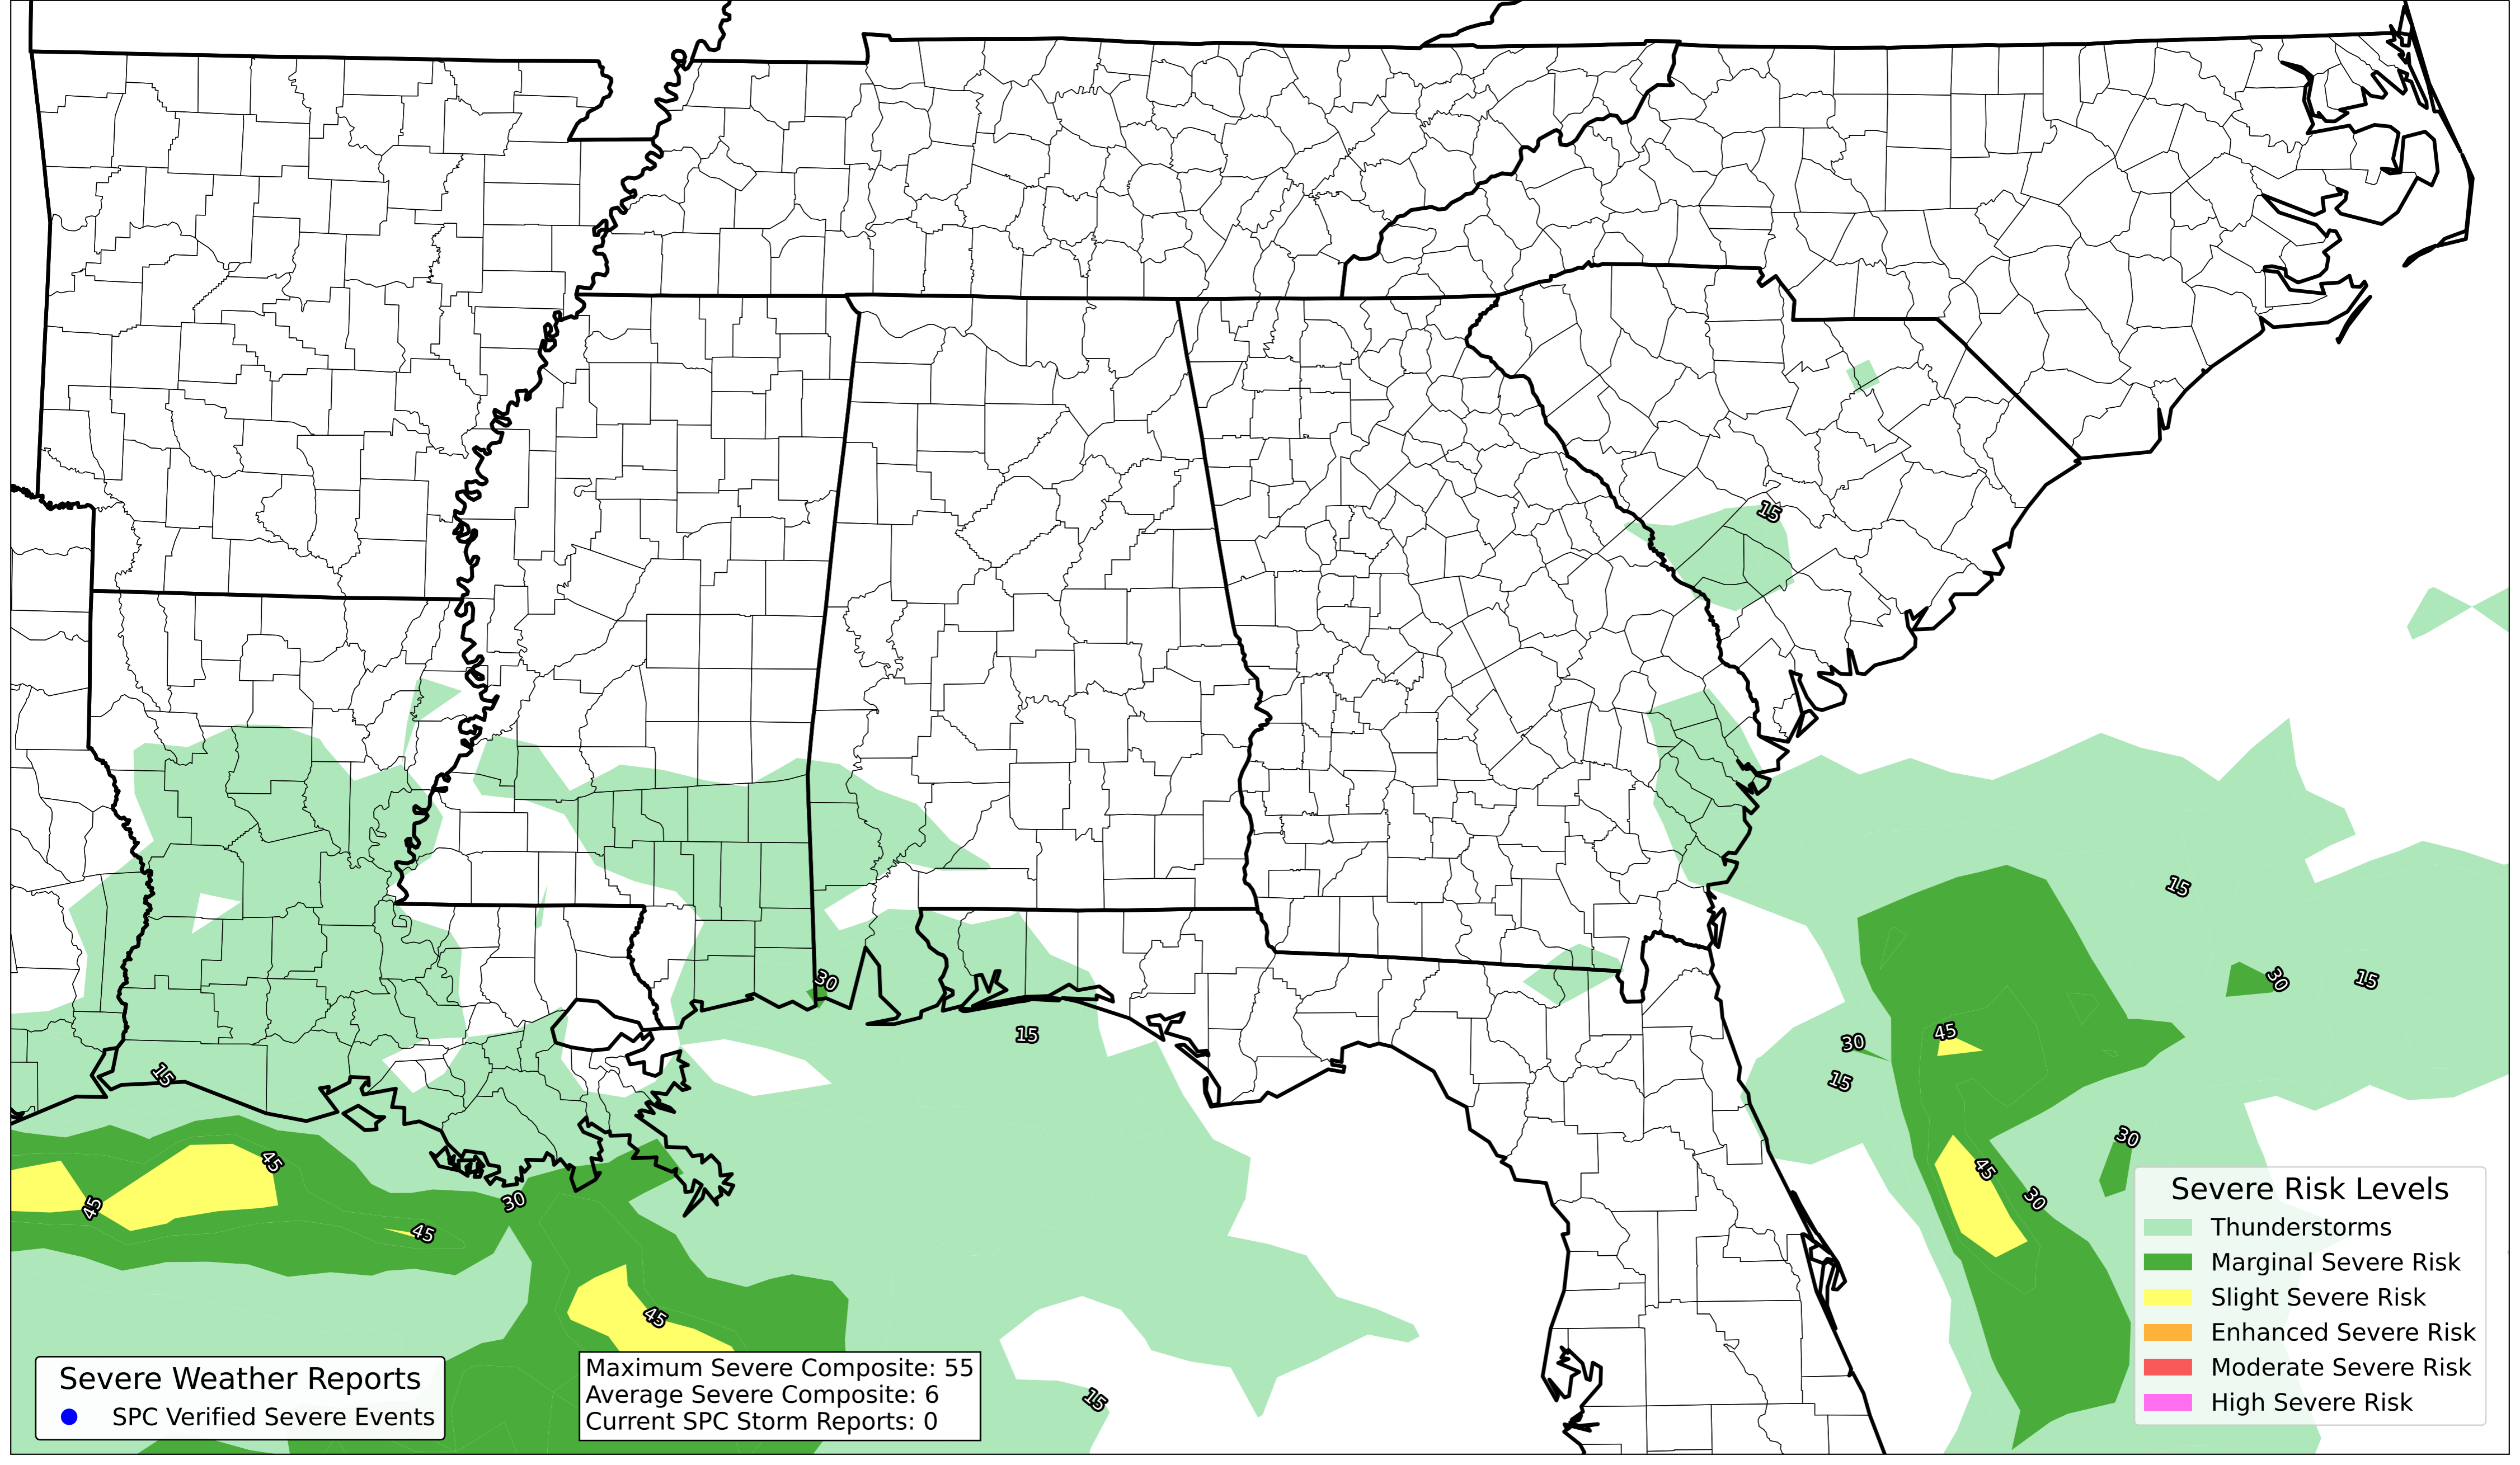 15
15
30
15
30
15
30
45
15
15
30
45
45
30
45
45
30
45
45
15
Severe Risk Levels
Thunderstorms
Marginal Severe Risk
Slight Severe Risk
Enhanced Severe Risk
Moderate Severe Risk
High Severe Risk
Severe Weather Reports
SPC Verified Severe Events
Maximum Severe Composite: 55
Average Severe Composite: 6
Current SPC Storm Reports: 0